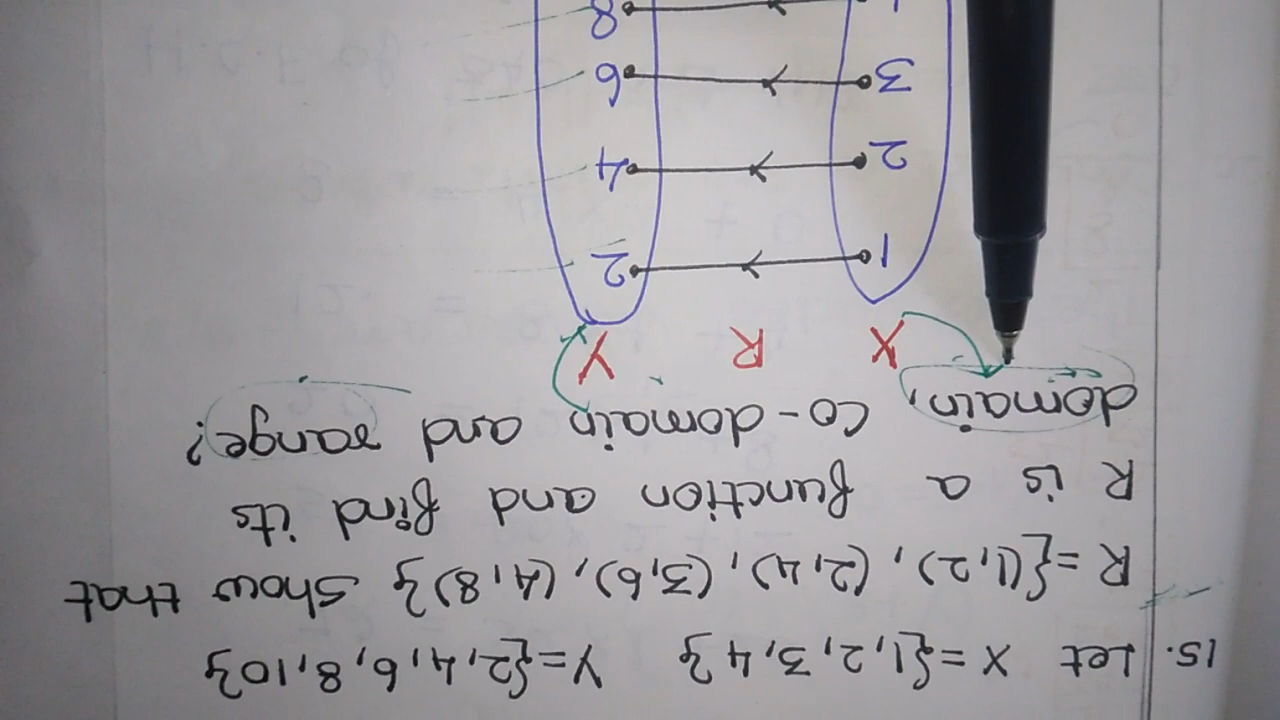 15. Let X = {1, 2, 3, 4} Y = {2, 4, 6, 8, 10}
R = {(1, 2), (2, 4), (3, 6), (4, 8)} Show that
R is a function and find its
domain, co-domain and range?
X R Y
1 2
2 4
3 6
8